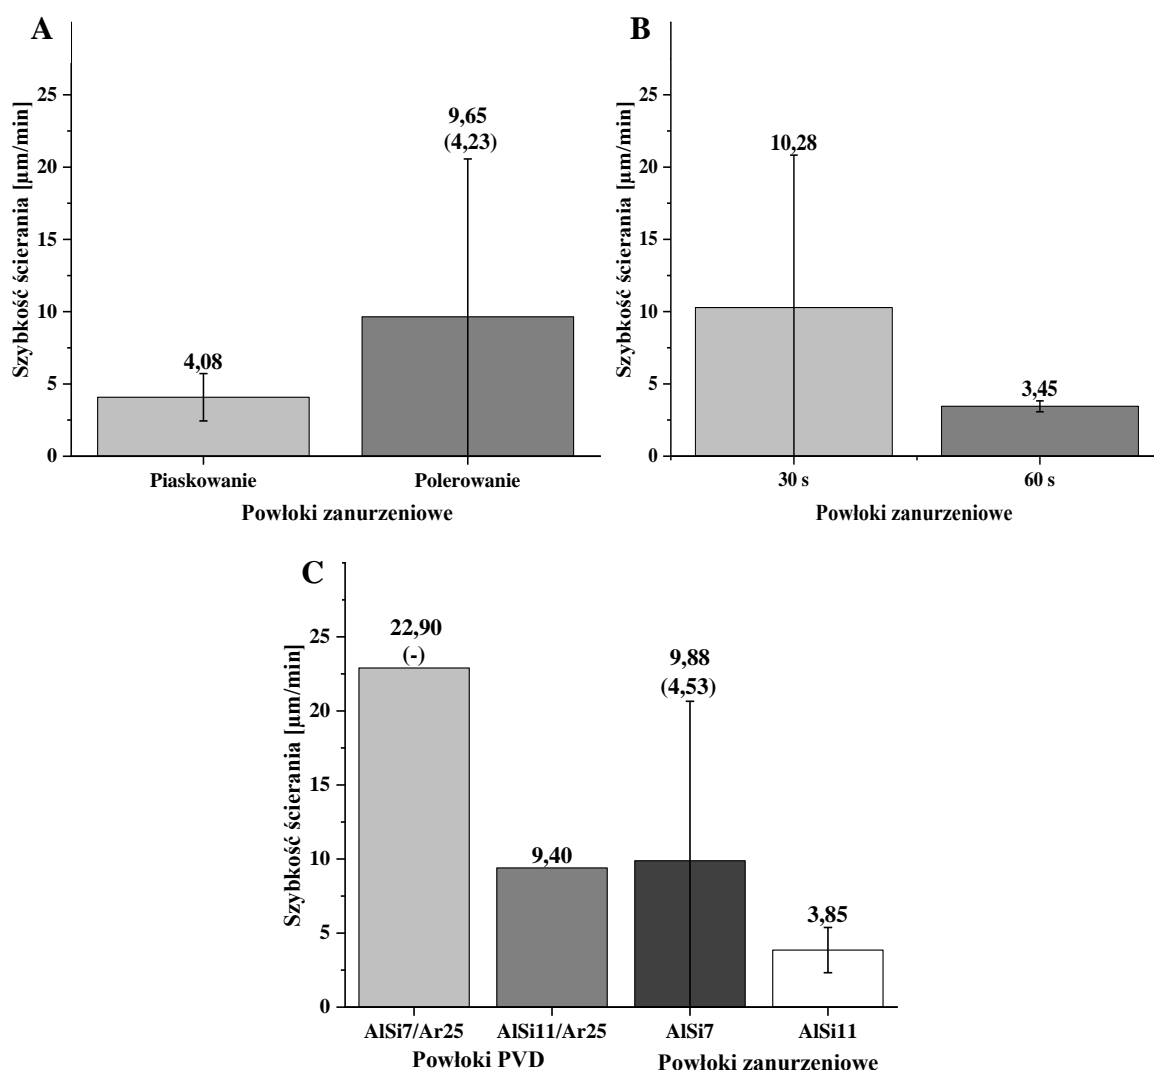 A
Szybkość ścierania [µm/min]
25
20
15
10
5
0
9,65
(4,23)
4,08
Piaskowanie
Polerowanie
Powłoki zanurzeniowe
B
Szybkość ścierania [µm/min]
25
20
15
10
5
0
10,28
3,45
30 s
60 s
Powłoki zanurzeniowe
C
Szybkość ścierania [µm/min]
25
20
15
10
5
0
22,90
(-)
9,40
9,88
(4,53)
3,85
AlSi7/Ar25
AlSi11/Ar25
AlSi7
AlSi11
Powłoki PVD
Powłoki zanurzeniowe